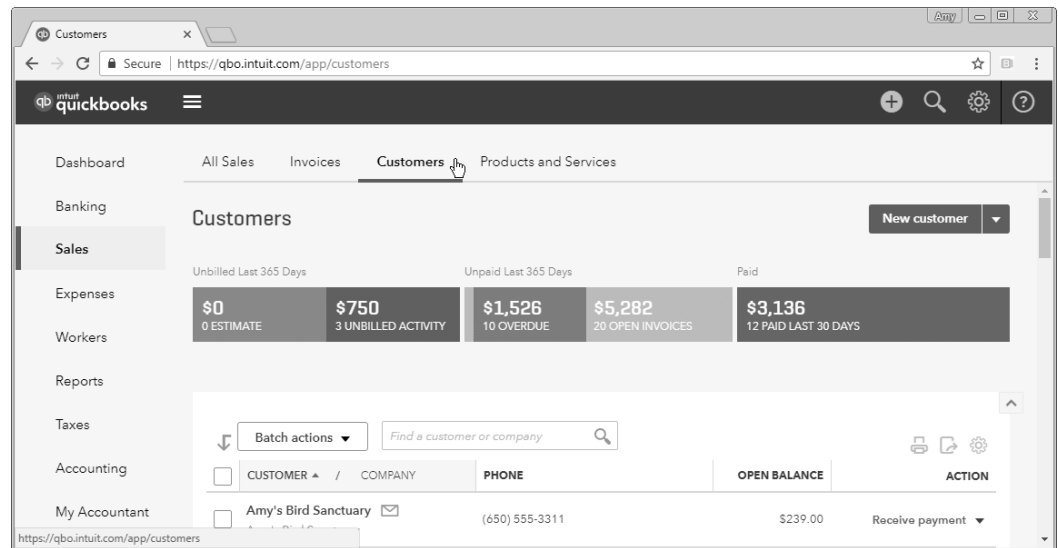 Amy
Customers
Secure https://qbo.intuit.com/app/customers
qb intuit quickbooks
Dashboard
Banking
Sales
Expenses
Workers
Reports
Taxes
Accounting
My Accountant
All Sales Invoices Customers Products and Services
Customers
New customer
Unbilled Last 365 Days Unpaid Last 365 Days Paid
$0 $750 $1,526 $5,282 $3,136
0 ESTIMATE 3 UNBILLED ACTIVITY 10 OVERDUE 20 OPEN INVOICES 12 PAID LAST 30 DAYS
Batch actions Find a customer or company
CUSTOMER / COMPANY PHONE OPEN BALANCE ACTION
Amy's Bird Sanctuary (650) 555-3311 $239.00 Receive payment
https://qbo.intuit.com/app/customers